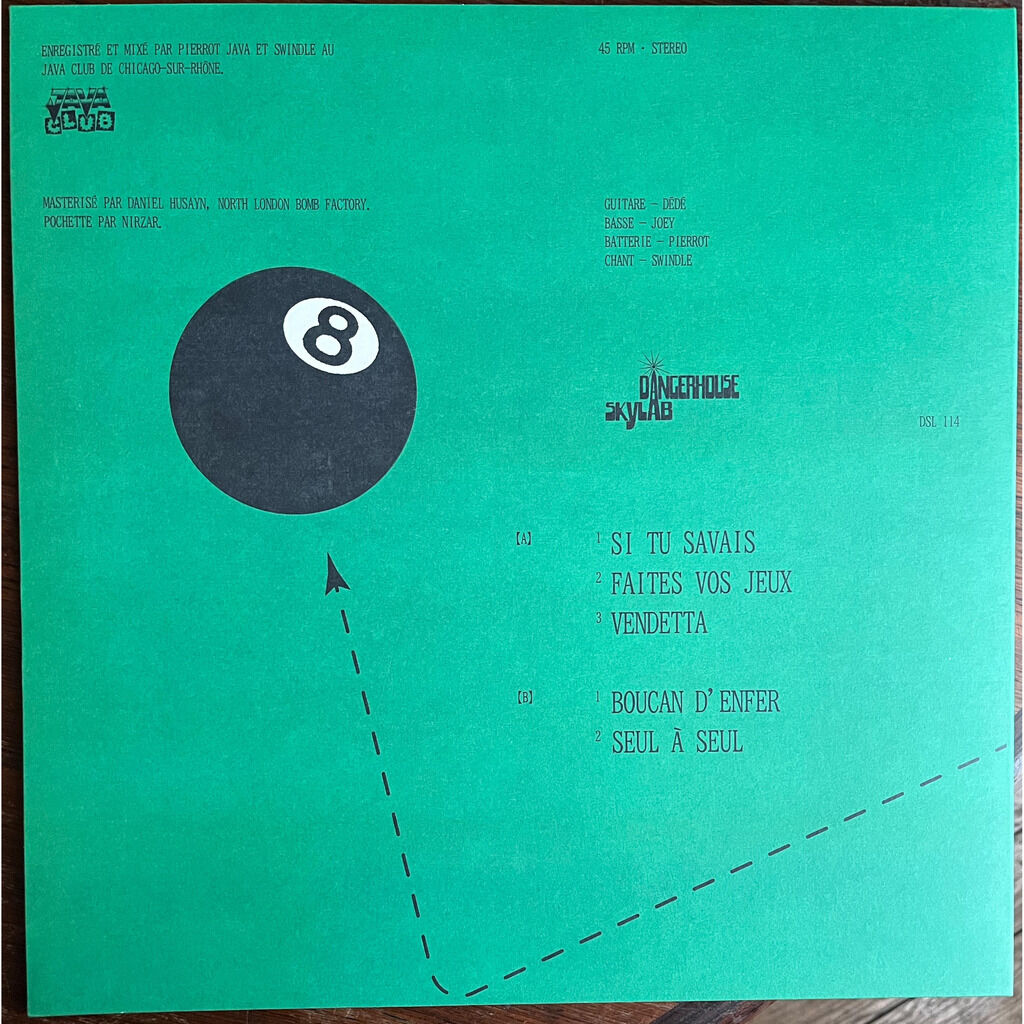 ENREGISTRÉ ET MIXÉ PAR PIERROT JAVA ET SWINDLE AU
JAVA CLUB DE CHICAGO-SUR-RHÔNE.
JAVA
CLUB
45 RPM · STEREO
MASTERISÉ PAR DANIEL HUSAYN, NORTH LONDON BOMB FACTORY.
POCHETTE PAR NIRZAR.
GUITARE – DÉDÉ
BASSE – JOEY
BATTERIE – PIERROT
CHANT – SWINDLE
8
DANGERHOUSE
SKYLAB
DSL 114
[A]
1 SI TU SAVAIS
2 FAITES VOS JEUX
3 VENDETTA
[B]
1 BOUCAN D'ENFER
2 SEUL À SEUL